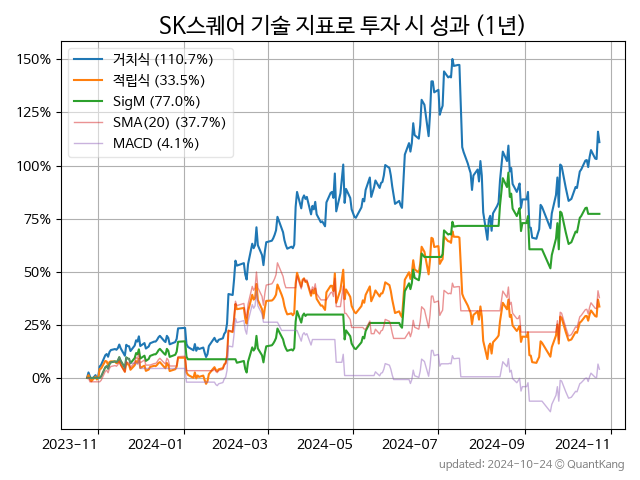 SK스퀘어 기술 지표로 투자 시 성과 (1년)
거치식 (110.7%)
적립식 (33.5%)
SigM (77.0%)
SMA(20) (37.7%)
MACD (4.1%)
150%
125%
100%
75%
50%
25%
0%
2023-11 2024-01 2024-03 2024-05 2024-07 2024-09 2024-11
updated: 2024-10-24 © QuantKang